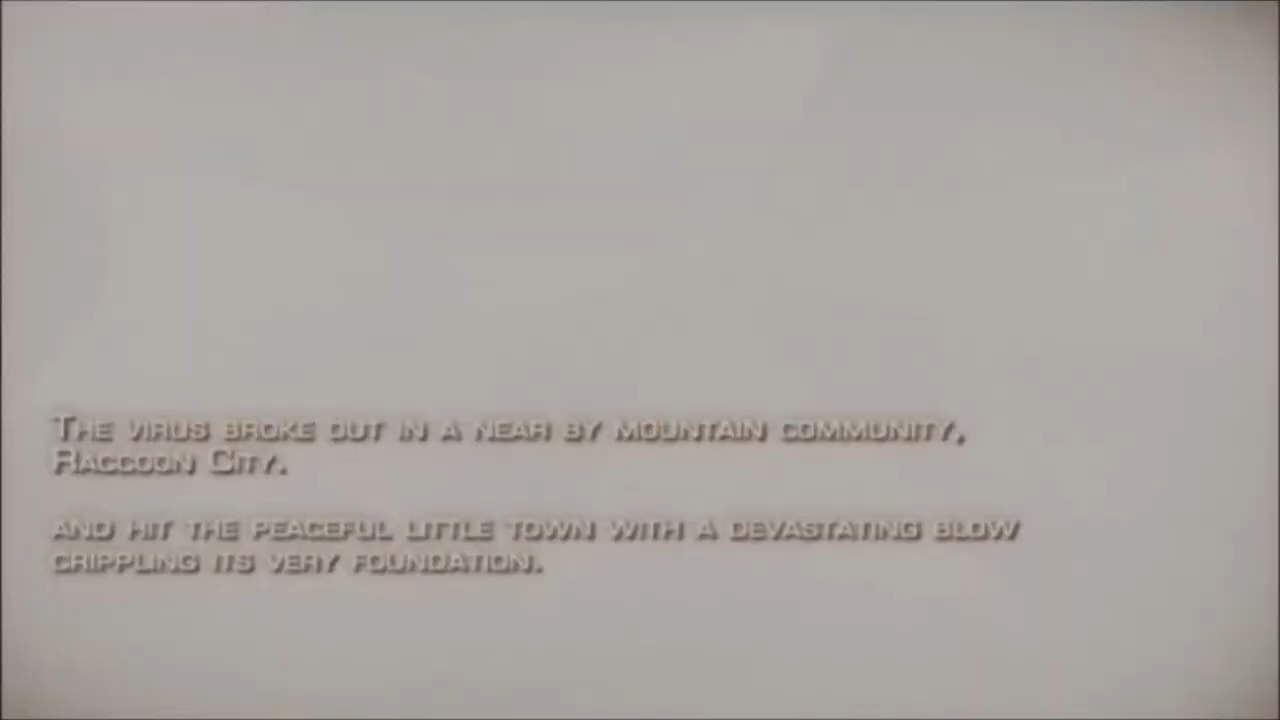 The virus broke out in a near by mountain community,
Raccoon City.
and hit the peaceful little town with a devastating blow
crippling its very foundation.